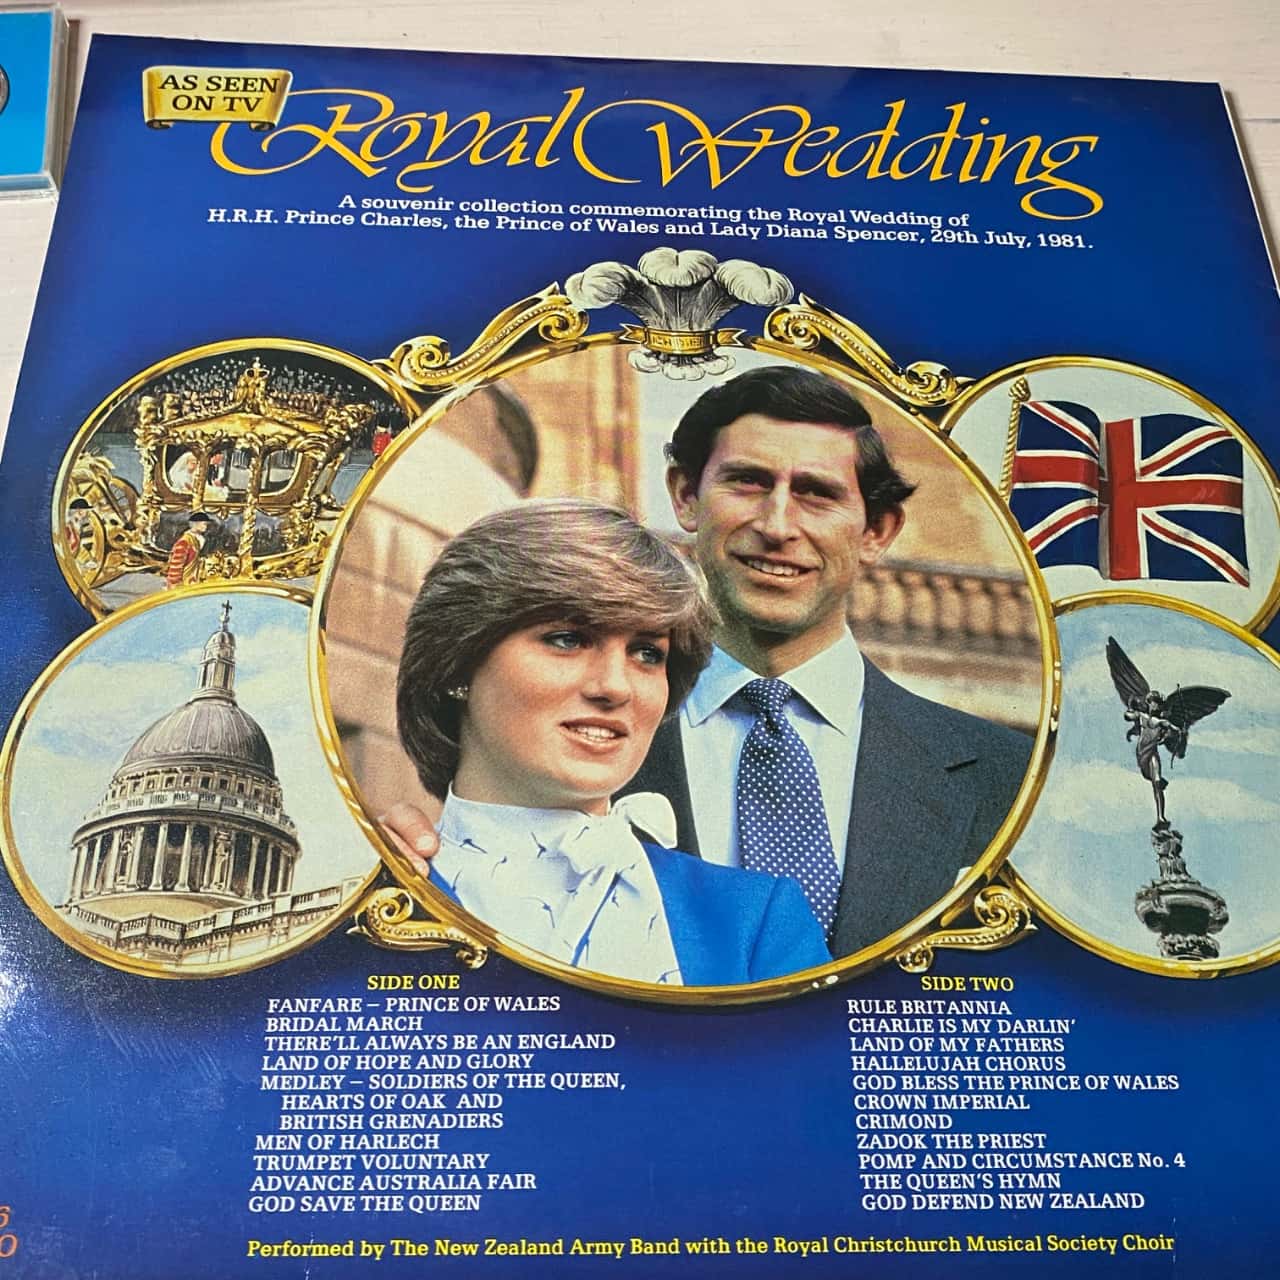 AS SEEN
ON TV
Royal Wedding
A souvenir collection commemorating the Royal Wedding of
H.R.H. Prince Charles, the Prince of Wales and Lady Diana Spencer, 29th July, 1981.
SIDE ONE
FANFARE – PRINCE OF WALES
BRIDAL MARCH
THERE'LL ALWAYS BE AN ENGLAND
LAND OF HOPE AND GLORY
MEDLEY – SOLDIERS OF THE QUEEN,
HEARTS OF OAK AND
BRITISH GRENADIERS
MEN OF HARLECH
TRUMPET VOLUNTARY
ADVANCE AUSTRALIA FAIR
GOD SAVE THE QUEEN
SIDE TWO
RULE BRITANNIA
CHARLIE IS MY DARLIN'
LAND OF MY FATHERS
HALLELUJAH CHORUS
GOD BLESS THE PRINCE OF WALES
CROWN IMPERIAL
CRIMOND
ZADOK THE PRIEST
POMP AND CIRCUMSTANCE No. 4
THE QUEEN'S HYMN
GOD DEFEND NEW ZEALAND
Performed by The New Zealand Army Band with the Royal Christchurch Musical Society Choir